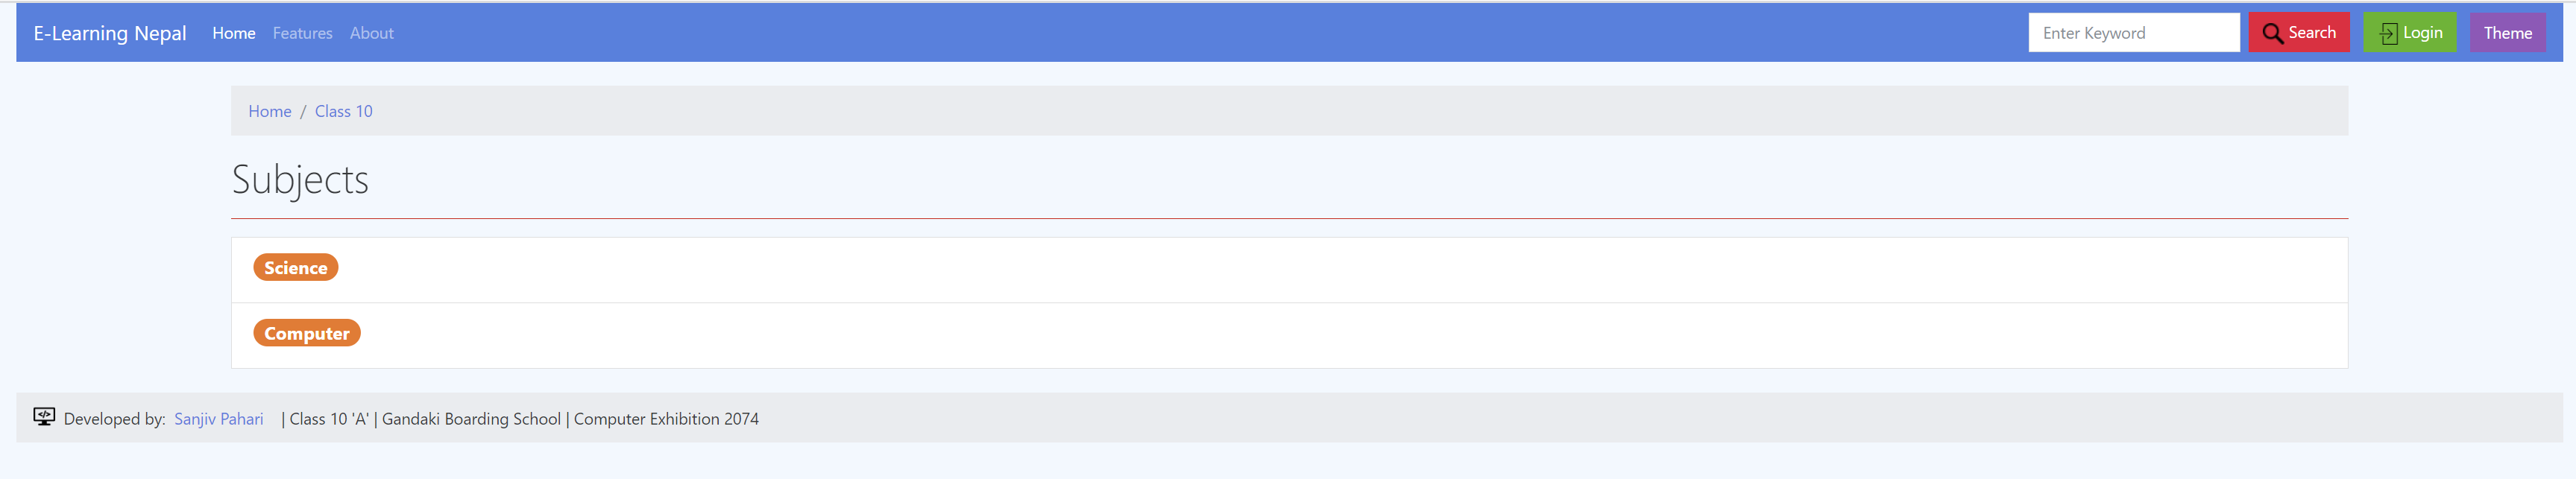 E-Learning Nepal Home Features About Enter Keyword Search Login Theme
Home / Class 10
Subjects
Science
Computer
Developed by: Sanjiv Pahari | Class 10 'A' | Gandaki Boarding School | Computer Exhibition 2074